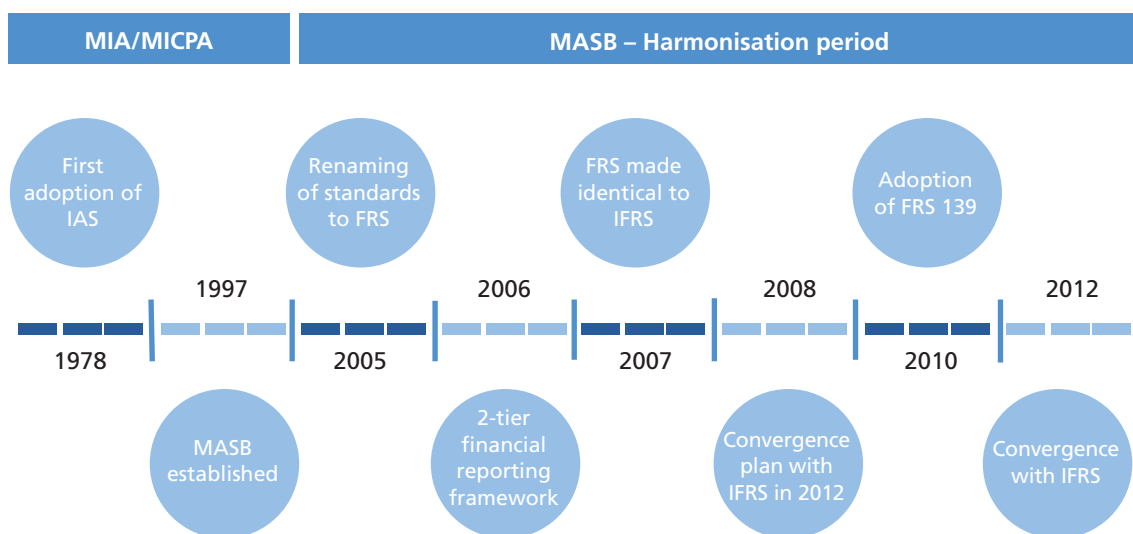 MIA/MICPA
MASB – Harmonisation period
First
adoption of
IAS
Renaming
of standards
to FRS
FRS made
identical to
IFRS
Adoption
of FRS 139
1997
2006
2008
2012
1978
2005
2007
2010
MASB
established
2-tier
financial
reporting
framework
Convergence
plan with
IFRS in 2012
Convergence
with IFRS